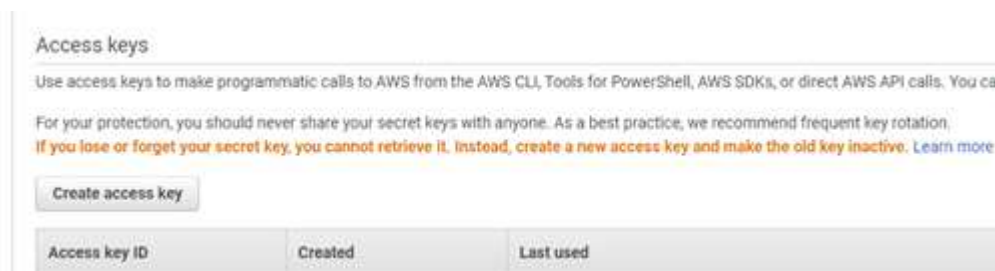 Access keys
Use access keys to make programmatic calls to AWS from the AWS CLI, Tools for PowerShell, AWS SDKs, or direct AWS API calls. You ca
For your protection, you should never share your secret keys with anyone. As a best practice, we recommend frequent key rotation.
If you lose or forget your secret key, you cannot retrieve it. Instead, create a new access key and make the old key inactive. Learn more
Create access key
Access key ID Created Last used